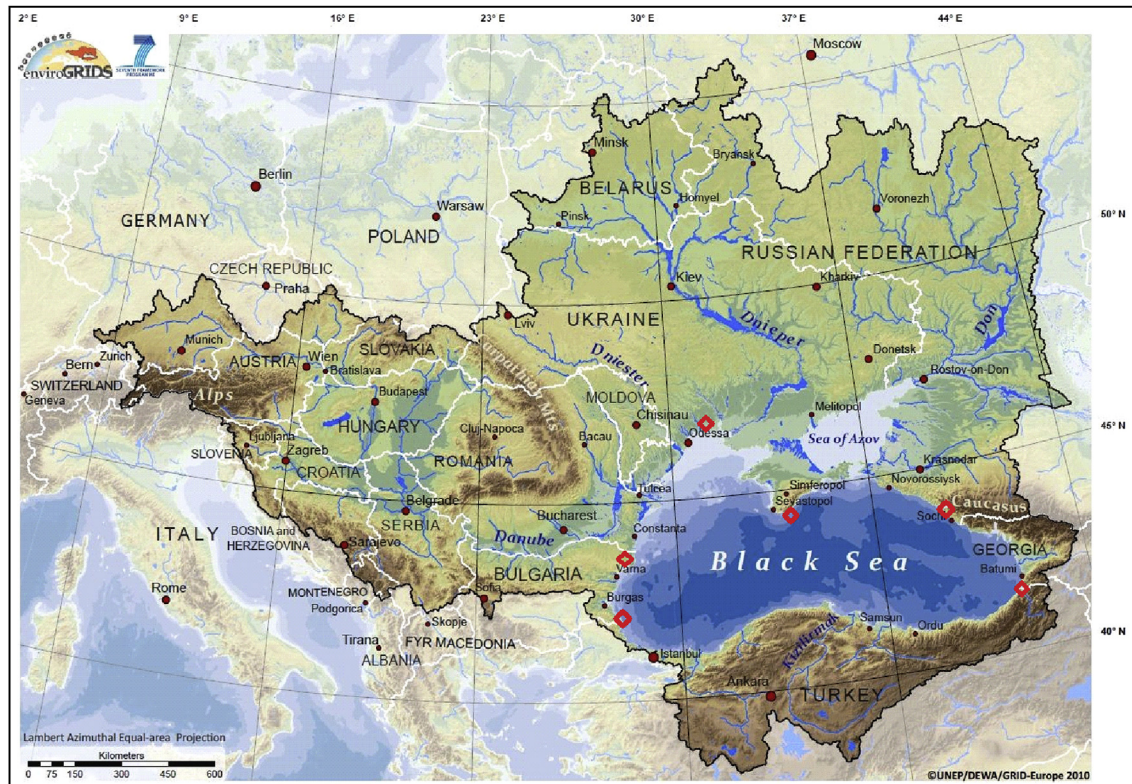 2°E 9°E 16°E 23°E 30°E 37°E 44°E
enviroGRIDS
7
SEVENTH FRAMEWORK
PROGRAMME
Moscow
Minsk
Bryansk
Berlin
BELARUS
Homyel
Voronezh
Warsaw
Pinsk
50°N
GERMANY
POLAND
RUSSIAN FEDERATION
CZECH REPUBLIC
Praha
Kiev
Kharkiv
Lviv
UKRAINE
Dnieper
Don
Munich
SLOVAKIA
Dniester
Zurich
AUSTRIA
Wien
Donetsk
Bern
Bratislava
Rostov-on-Don
SWITZERLAND
Alps
Budapest
Karpathian Mts
MOLDOVA
Geneva
Chisinau
Melitopol
HUNGARY
Cluj-Napoca
Bacau
Odessa
Sea of Azov
45°N
Ljubljana
SLOVENIA
Zagreb
ROMANIA
CROATIA
Krasnodar
Tulcea
Simferopol
Novorossiysk
Belgrade
Sevastopol
Caucasus
ITALY
SERBIA
Bucharest
Constanta
Sochi
BOSNIA and
HERZEGOVINA
Sarajevo
Danube
GEORGIA
Black Sea
Varna
Batumi
BULGARIA
Rome
MONTENEGRO
Sofia
Burgas
Podgorica
Samsun
Ordu
Skopje
40°N
Tirana
FYR MACEDONIA
Kizilirmak
ALBANIA
Istanbul
Ankara
TURKEY
Lambert Azimuthal Equal-area Projection
Kilometers
0 75 150 300 450 600
©UNEP/DEWA/GRID-Europe 2010